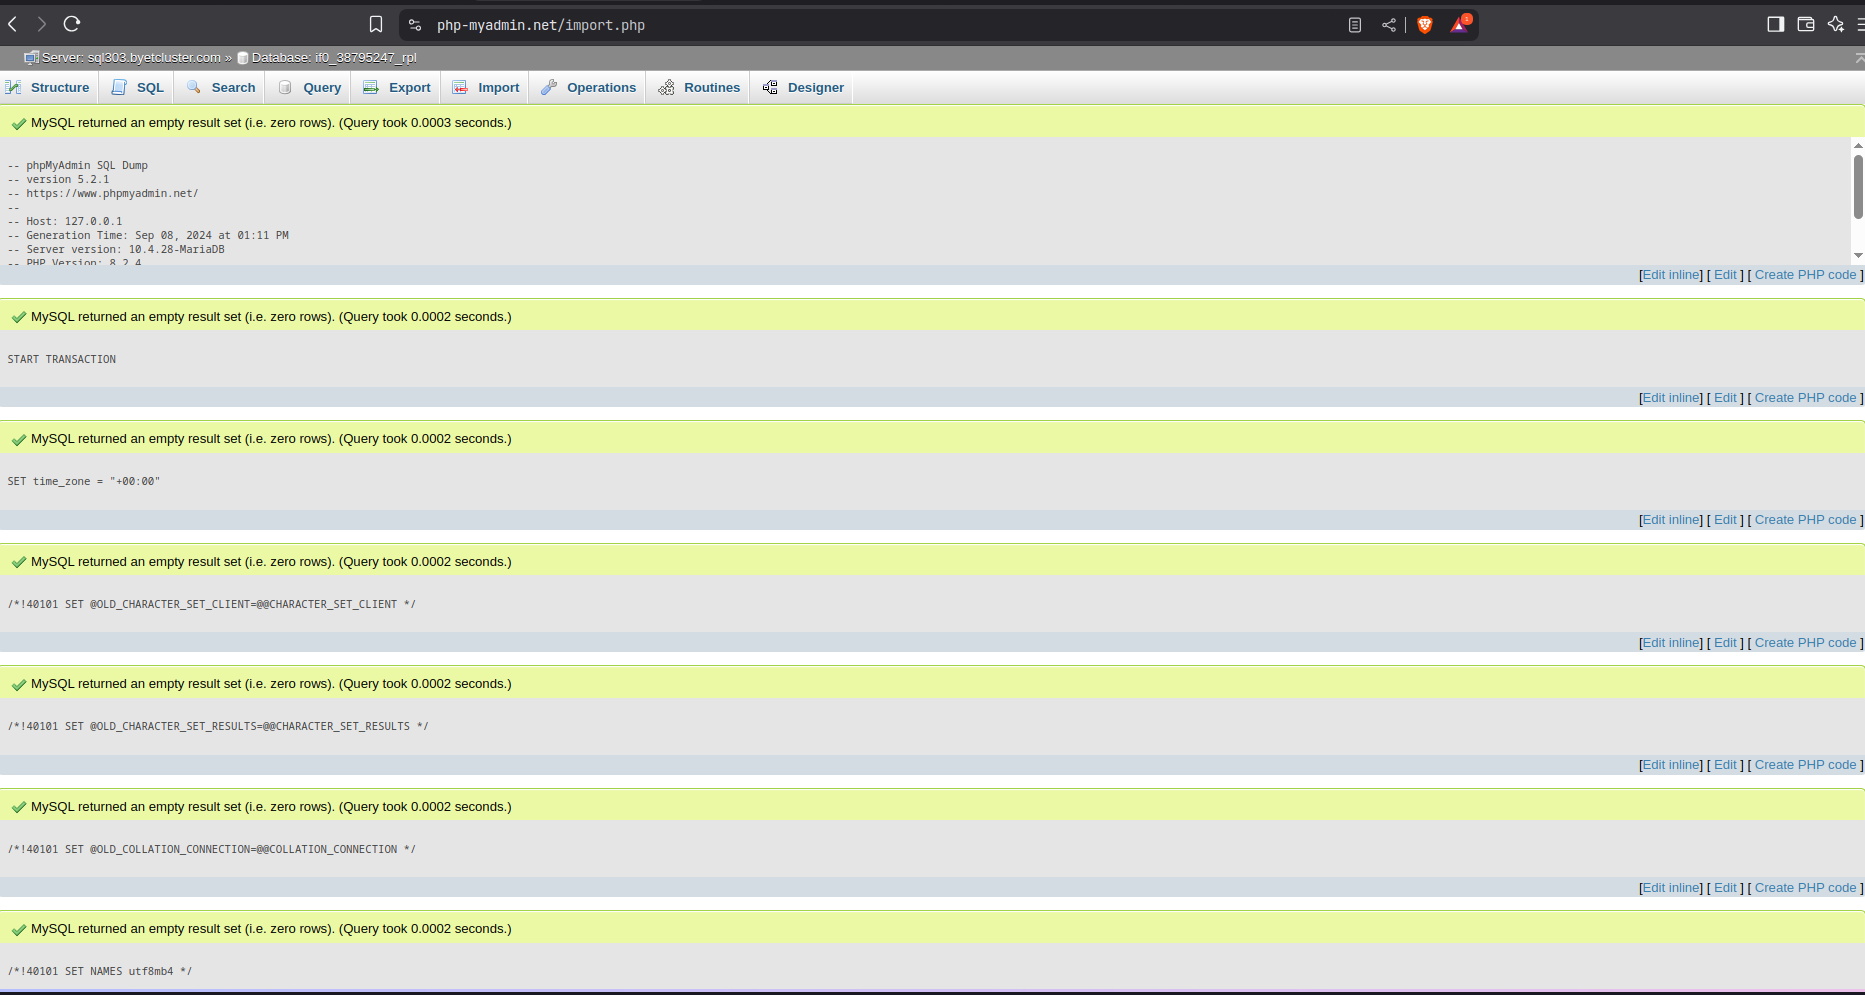 php-myadmin.net/import.php
1
Server: sql303.byetcluster.com » Database: if0_38795247_rpl
Structure SQL Search Query Export Import Operations Routines Designer
MySQL returned an empty result set (i.e. zero rows). (Query took 0.0003 seconds.)
-- phpMyAdmin SQL Dump
-- version 5.2.1
-- https://www.phpmyadmin.net/
--
-- Host: 127.0.0.1
-- Generation Time: Sep 08, 2024 at 01:11 PM
-- Server version: 10.4.28-MariaDB
-- PHP Version: 8.2.4
[Edit inline] [ Edit ] [ Create PHP code ]
MySQL returned an empty result set (i.e. zero rows). (Query took 0.0002 seconds.)
START TRANSACTION
[Edit inline] [ Edit ] [ Create PHP code ]
MySQL returned an empty result set (i.e. zero rows). (Query took 0.0002 seconds.)
SET time_zone = "+00:00"
[Edit inline] [ Edit ] [ Create PHP code ]
MySQL returned an empty result set (i.e. zero rows). (Query took 0.0002 seconds.)
/*!40101 SET @OLD_CHARACTER_SET_CLIENT=@@CHARACTER_SET_CLIENT */
[Edit inline] [ Edit ] [ Create PHP code ]
MySQL returned an empty result set (i.e. zero rows). (Query took 0.0002 seconds.)
/*!40101 SET @OLD_CHARACTER_SET_RESULTS=@@CHARACTER_SET_RESULTS */
[Edit inline] [ Edit ] [ Create PHP code ]
MySQL returned an empty result set (i.e. zero rows). (Query took 0.0002 seconds.)
/*!40101 SET @OLD_COLLATION_CONNECTION=@@COLLATION_CONNECTION */
[Edit inline] [ Edit ] [ Create PHP code ]
MySQL returned an empty result set (i.e. zero rows). (Query took 0.0002 seconds.)
/*!40101 SET NAMES utf8mb4 */